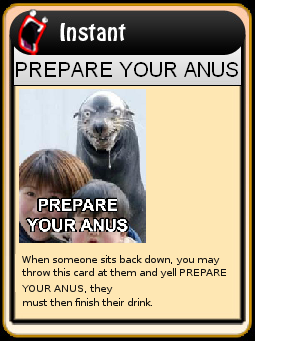 Instant
PREPARE YOUR ANUS
PREPARE
YOUR ANUS
When someone sits back down, you may
throw this card at them and yell PREPARE
YOUR ANUS, they
must then finish their drink.